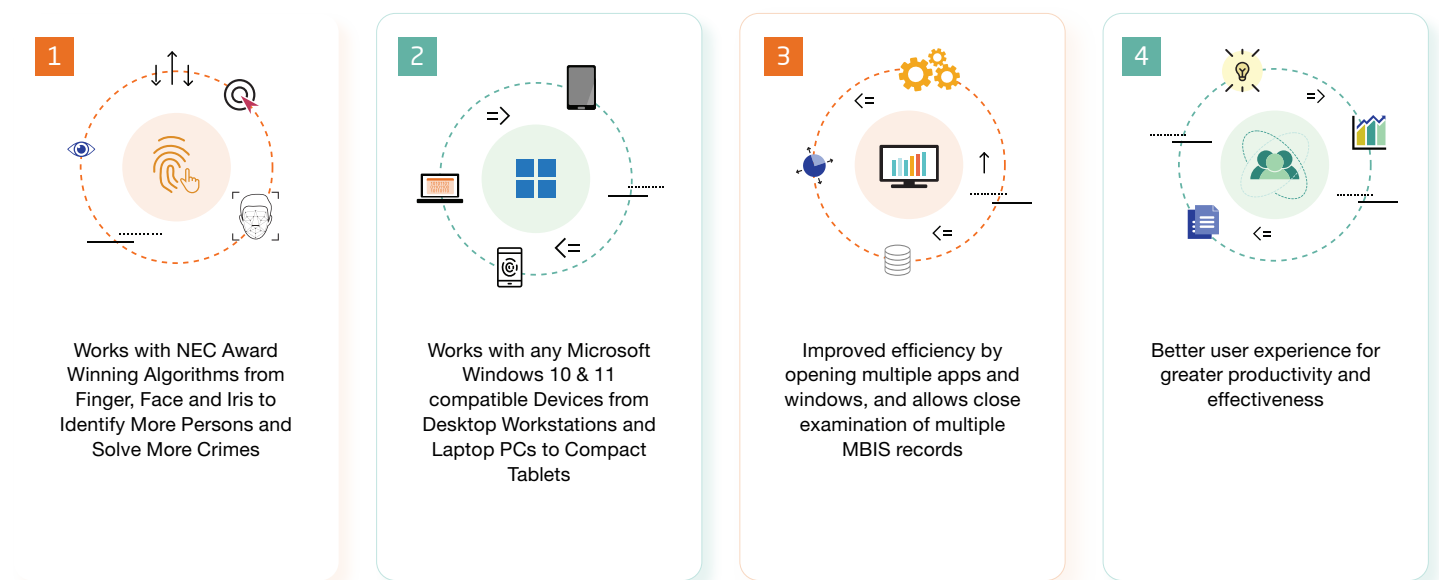 1
Works with NEC Award
Winning Algorithms from
Finger, Face and Iris to
Identify More Persons and
Solve More Crimes
2
Works with any Microsoft
Windows 10 & 11
compatible Devices from
Desktop Workstations and
Laptop PCs to Compact
Tablets
3
Improved efficiency by
opening multiple apps and
windows, and allows close
examination of multiple
MBIS records
4
Better user experience for
greater productivity and
effectiveness